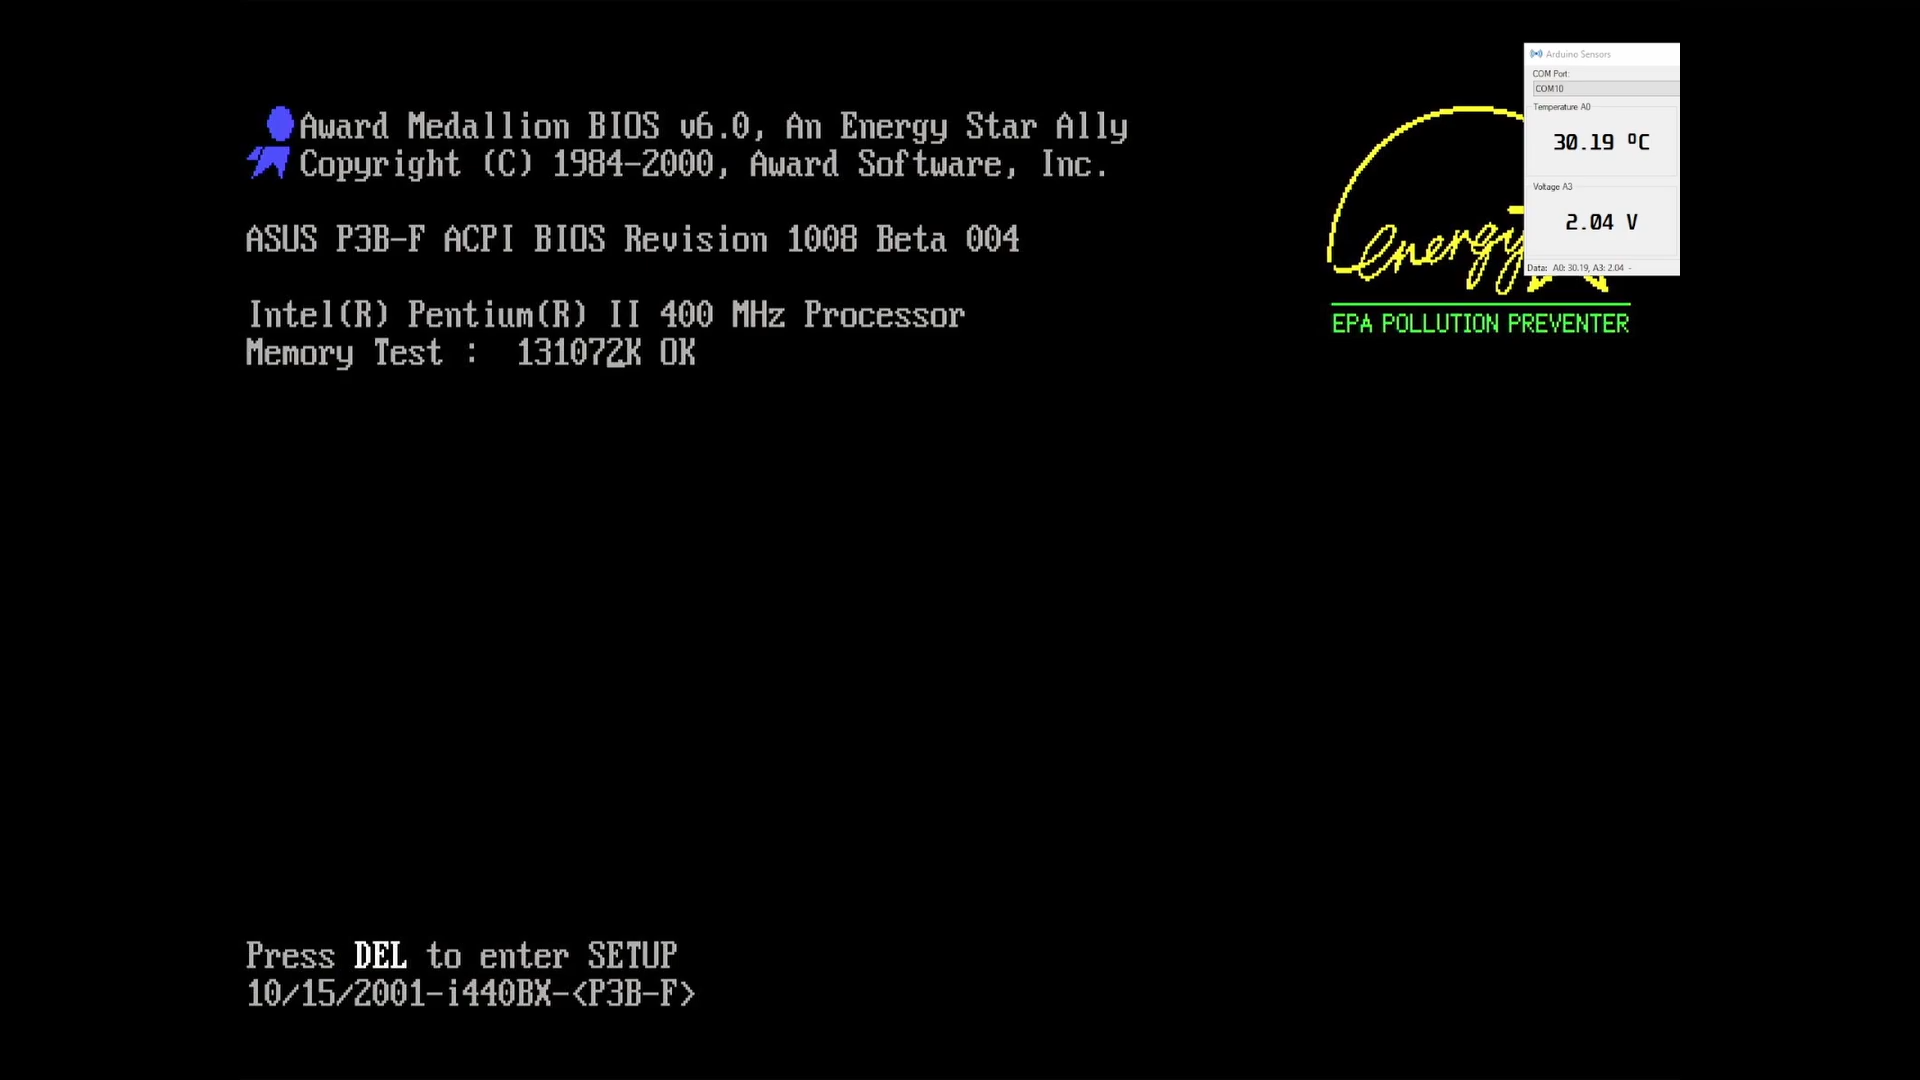 Award Medallion BIOS v6.0, An Energy Star Ally
Copyright (C) 1984-2000, Award Software, Inc.
ASUS P3B-F ACPI BIOS Revision 1008 Beta 004
Intel(R) Pentium(R) II 400 MHz Processor
Memory Test :  131072K OK
energy
EPA POLLUTION PREVENTER
Arduino Sensors
COM Port:
COM10
Temperature A0
30.19 ºC
Voltage A3
2.04 V
Data: A0: 30.19, A3: 2.04 -
Press DEL to enter SETUP
10/15/2001-i440BX-<P3B-F>